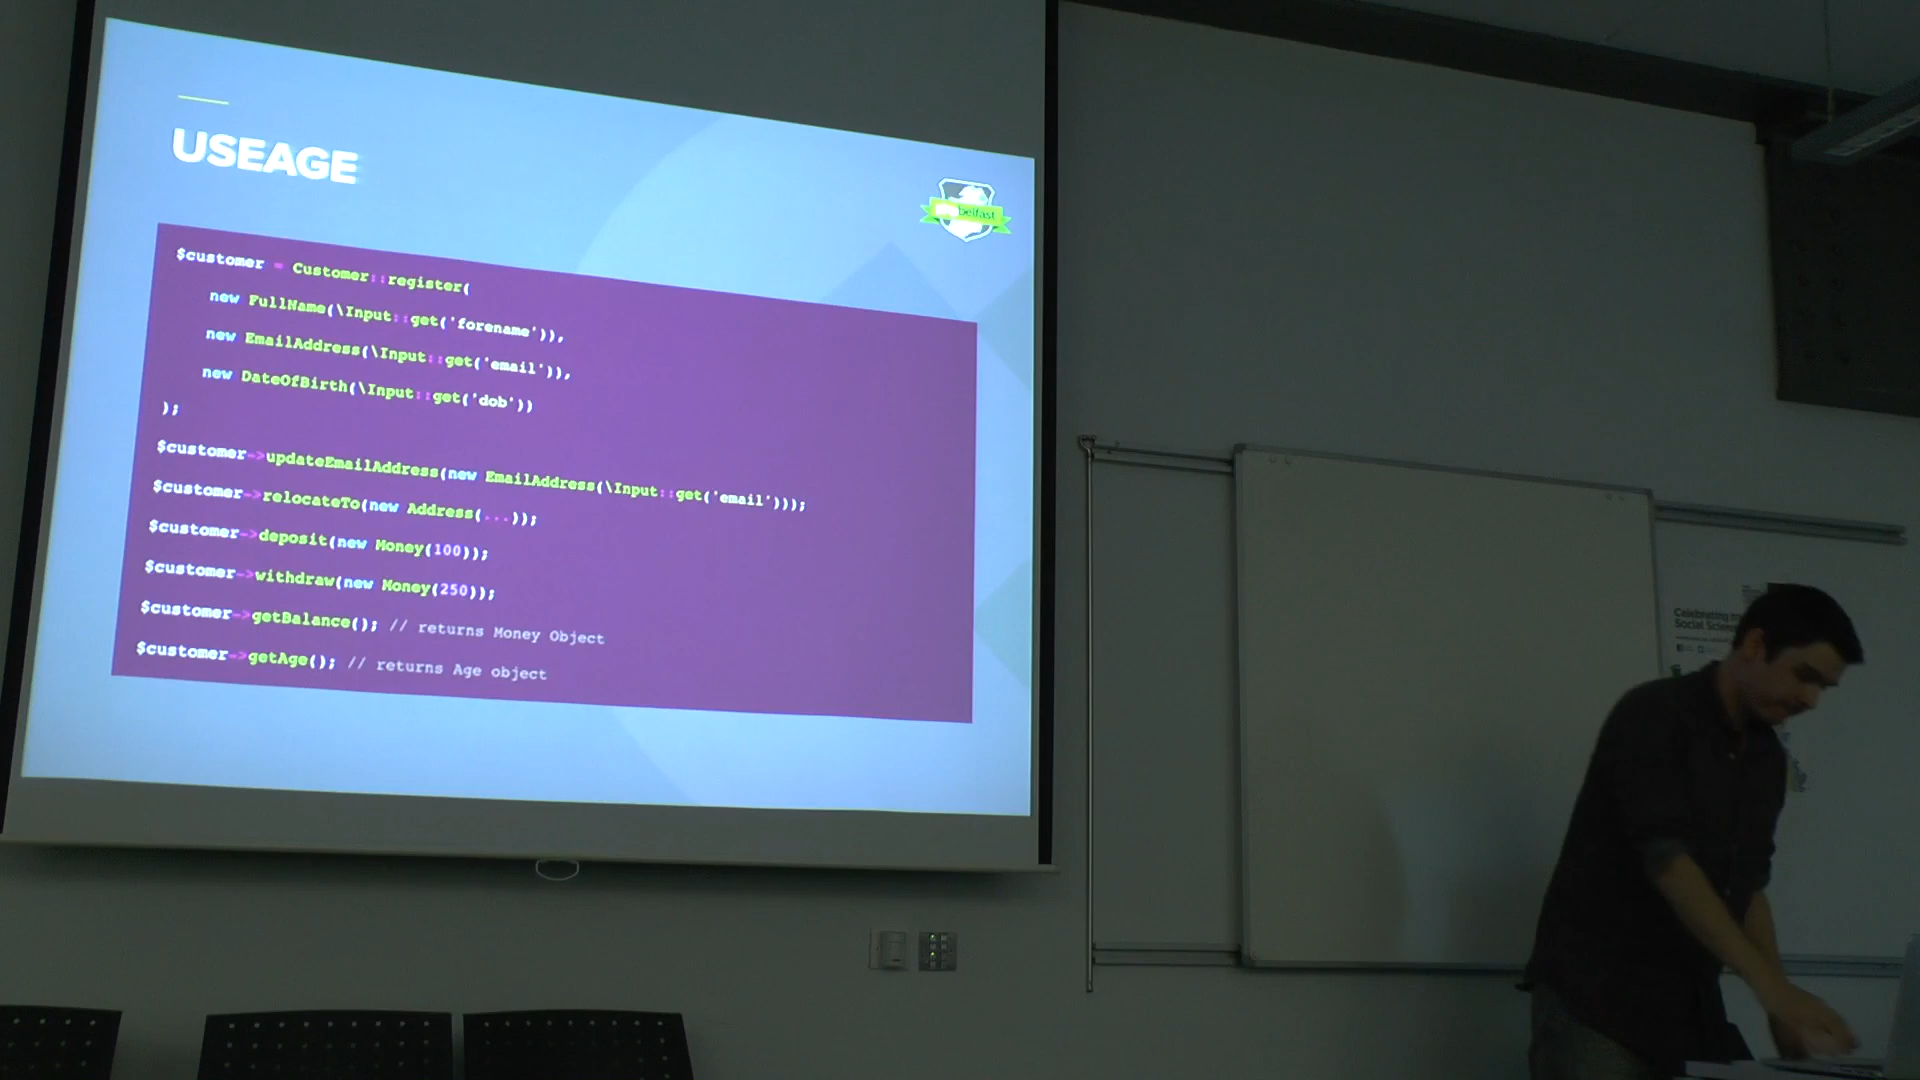 USEAGE
belfast
$customer = Customer::register(
new FullName(\Input::get('forename')),
new EmailAddress(\Input::get('email')),
new DateOfBirth(\Input::get('dob'))
);
$customer->updateEmailAddress(new EmailAddress(\Input::get('email')));
$customer->relocateTo(new Address(...));
$customer->deposit(new Money(100));
$customer->withdraw(new Money(250));
$customer->getBalance(); // returns Money Object
$customer->getAge(); // returns Age object
Celebrating
Social